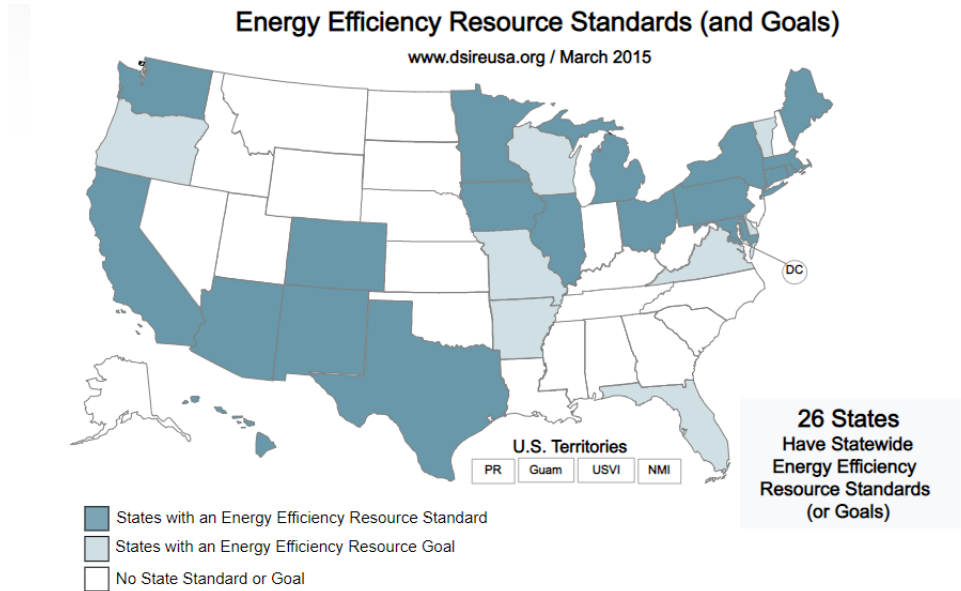 Energy Efficiency Resource Standards (and Goals)
www.dsireusa.org / March 2015
DC
26 States
Have Statewide
Energy Efficiency
Resource Standards
(or Goals)
U.S. Territories
PR
Guam
USVI
NMI
States with an Energy Efficiency Resource Standard
States with an Energy Efficiency Resource Goal
No State Standard or Goal